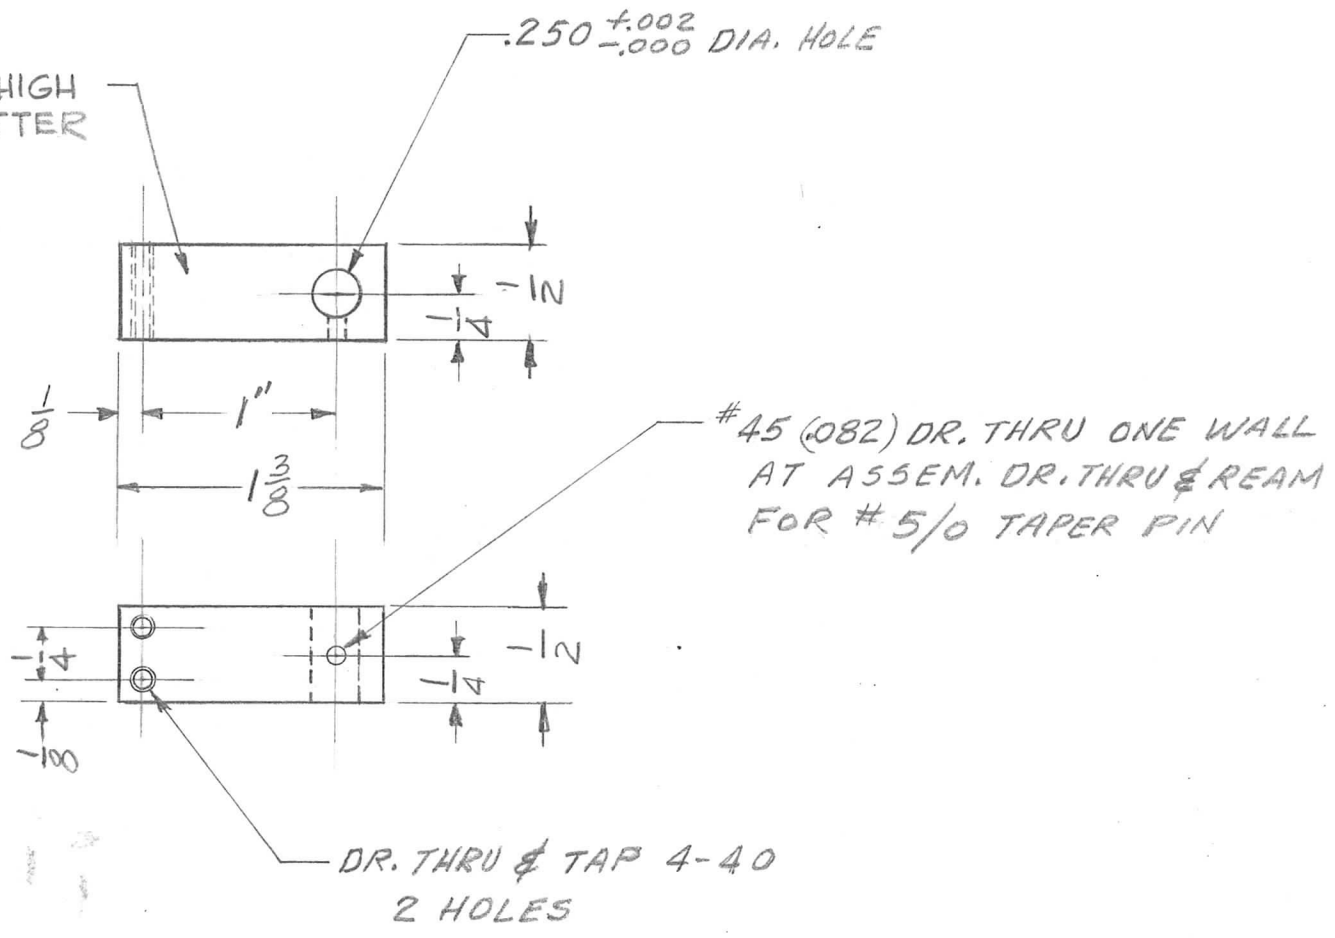 .250 +.002 -.000 DIA. HOLE
HIGH
1/2
1/4
1/8
1"
1 3/8
#45 (.082) DR. THRU ONE WALL
AT ASSEM. DR. THRU & REAM
FOR # 5/0 TAPER PIN
1/4
1/2
1/4
1/8
DR. THRU & TAP 4-40
2 HOLES